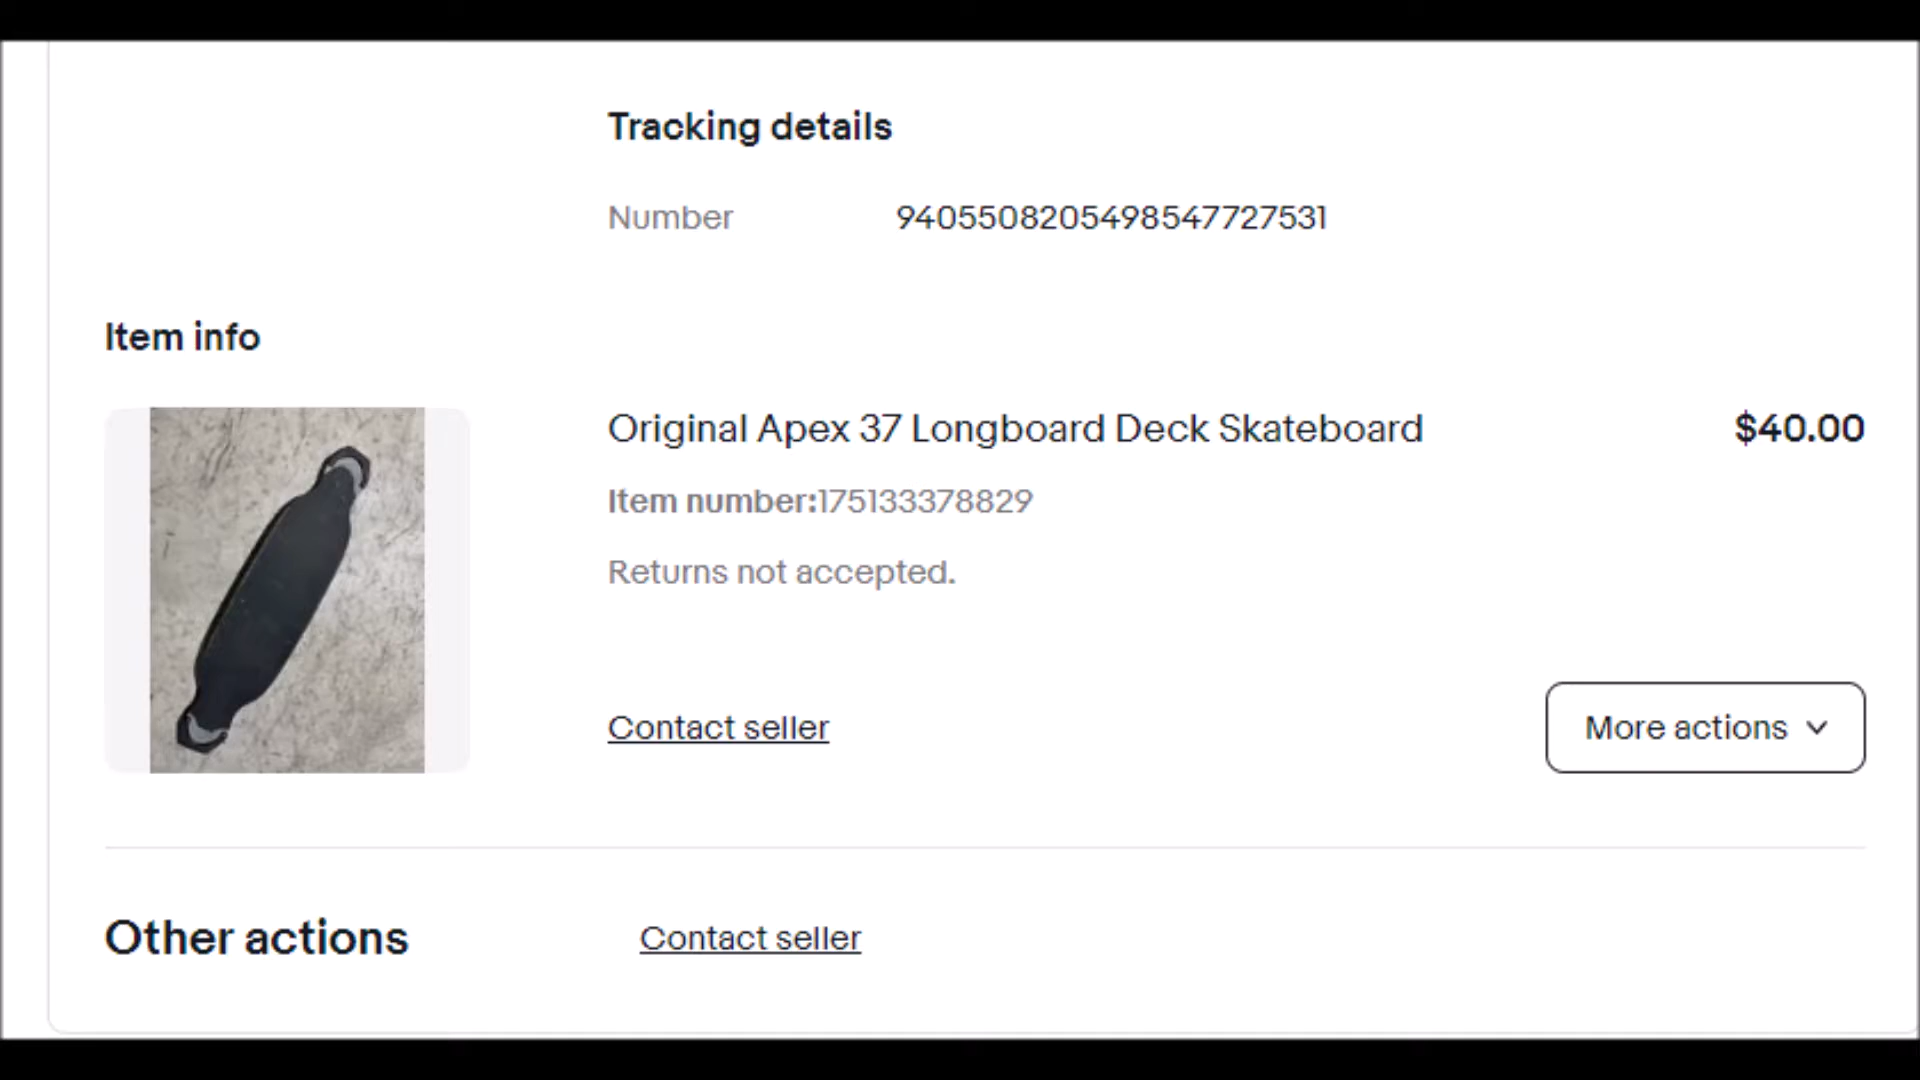 Tracking details
Number 9405508205498547727531
Item info
Original Apex 37 Longboard Deck Skateboard $40.00
Item number:175133378829
Returns not accepted.
Contact seller More actions
Other actions Contact seller